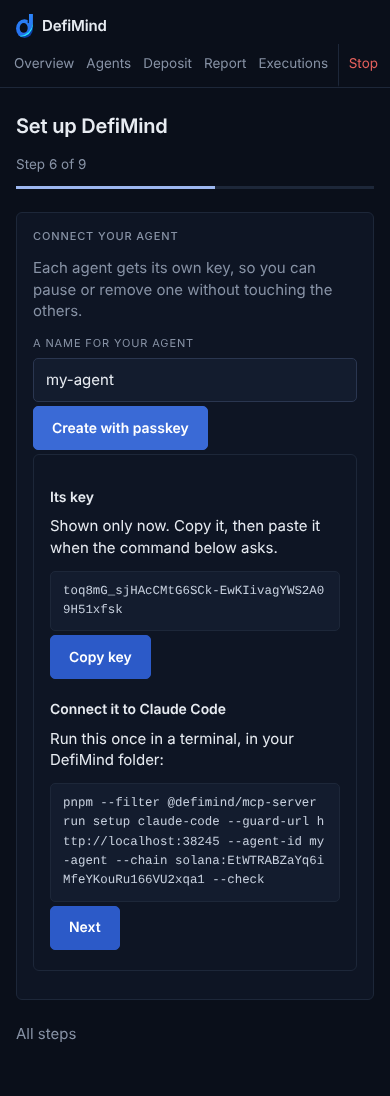 DefiMind
Overview Agents Deposit Report Executions Stop
Set up DefiMind
Step 6 of 9
CONNECT YOUR AGENT
Each agent gets its own key, so you can
pause or remove one without touching the
others.
A NAME FOR YOUR AGENT
my-agent
Create with passkey
Its key
Shown only now. Copy it, then paste it
when the command below asks.
toq8mG_sjHAcCMtG6SCk-EwKIivagYWS2A0
9H51xfsk
Copy key
Connect it to Claude Code
Run this once in a terminal, in your
DefiMind folder:
pnpm --filter @defimind/mcp-server
run setup claude-code --guard-url h
ttp://localhost:38245 --agent-id my
-agent --chain solana:EtWTRABZaYq6i
MfeYKouRu166VU2xqa1 --check
Next
All steps